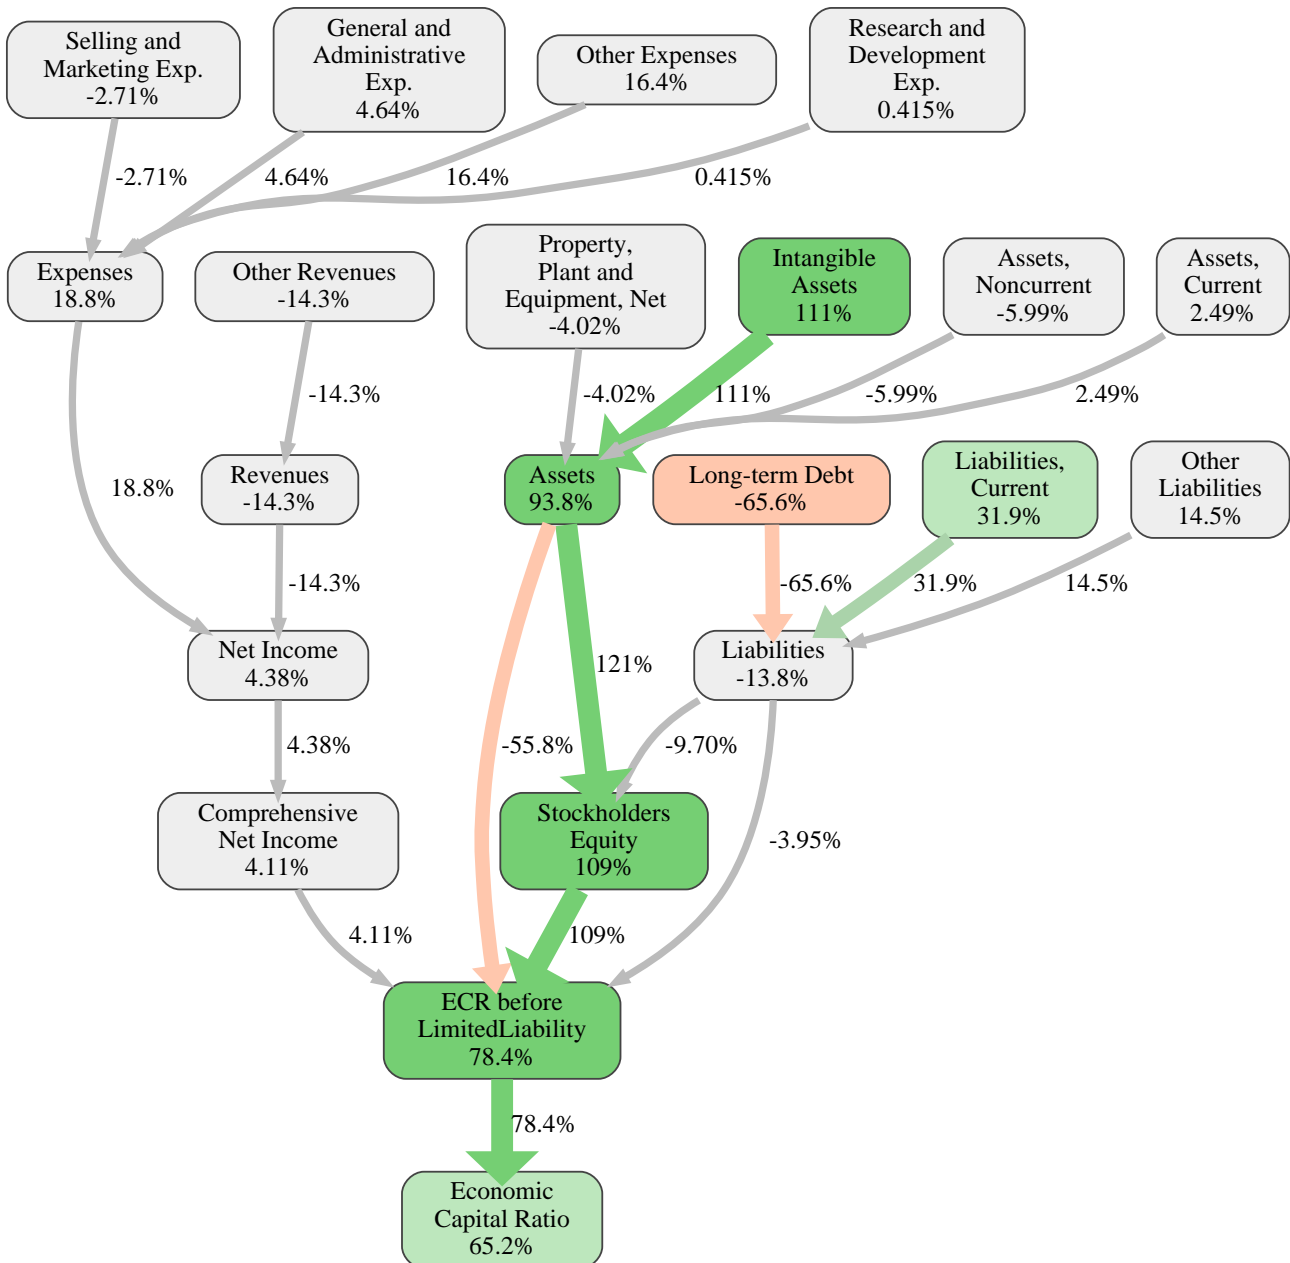 Selling and
Marketing Exp.
-2.71%
General and
Administrative
Exp.
4.64%
Other Expenses
16.4%
Research and
Development
Exp.
0.415%
-2.71%
4.64%
16.4%
0.415%
Expenses
18.8%
Other Revenues
-14.3%
Property,
Plant and
Equipment, Net
-4.02%
Intangible
Assets
111%
Assets,
Noncurrent
-5.99%
Assets,
Current
2.49%
-14.3%
-4.02%
111%
-5.99%
2.49%
18.8%
Revenues
-14.3%
Assets
93.8%
Long-term Debt
-65.6%
Liabilities,
Current
31.9%
Other
Liabilities
14.5%
-14.3%
-65.6%
31.9%
14.5%
Net Income
4.38%
121%
Liabilities
-13.8%
4.38%
-55.8%
-9.70%
Comprehensive
Net Income
4.11%
Stockholders
Equity
109%
-3.95%
4.11%
109%
ECR before
LimitedLiability
78.4%
78.4%
Economic
Capital Ratio
65.2%